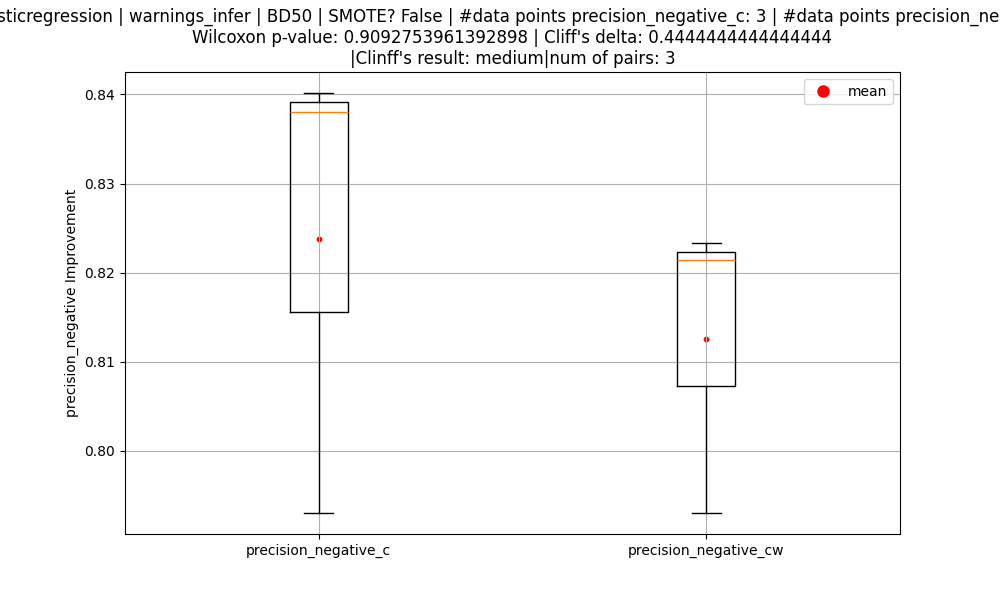 sticregression | warnings_infer | BD50 | SMOTE? False | #data points precision_negative_c: 3 | #data points precision_ne
Wilcoxon p-value: 0.9092753961392898 | Cliff's delta: 0.4444444444444444
|Clinff's result: medium|num of pairs: 3
mean
0.84
0.83
0.82
0.81
0.80
precision_negative Improvement
precision_negative_c
precision_negative_cw